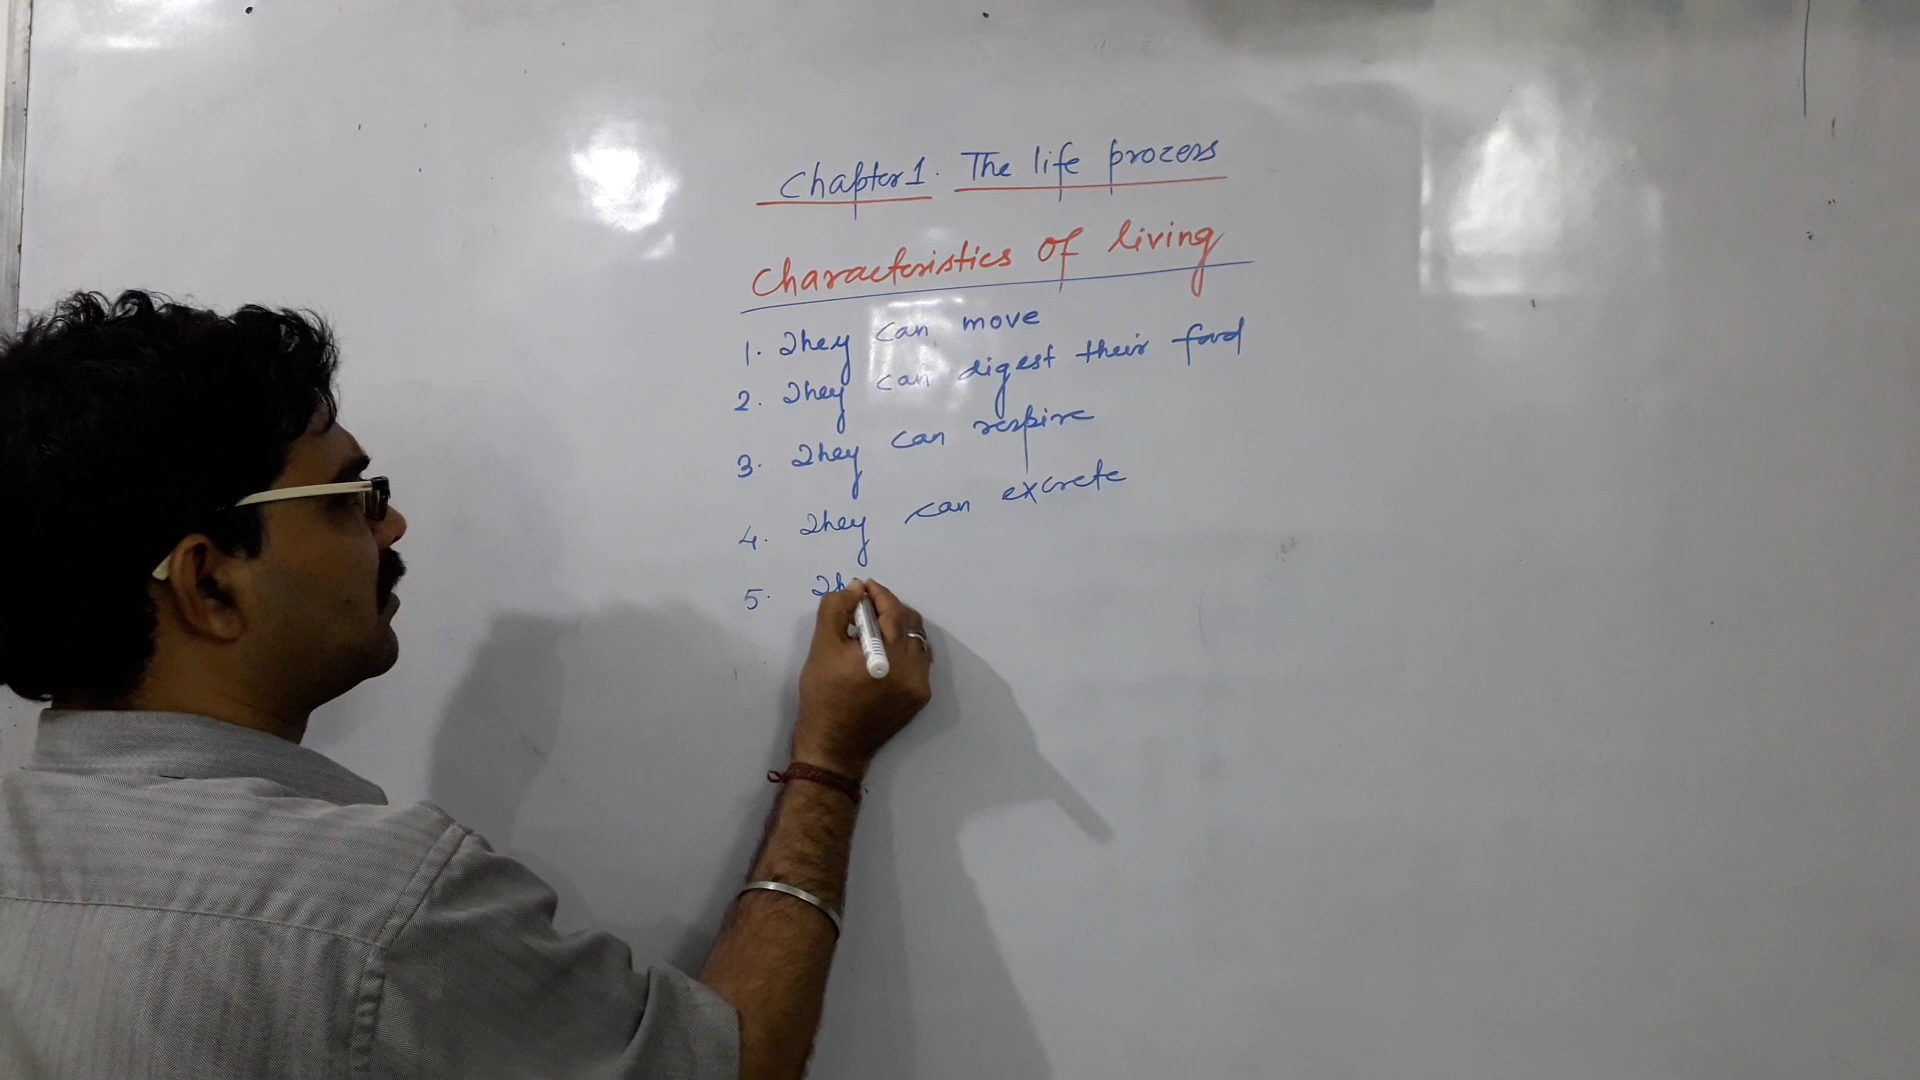 Chapter 1. The life process
Characteristics of living
1. They can move
2. They can digest their food
3. They can respire
4. They can excrete
5. Th